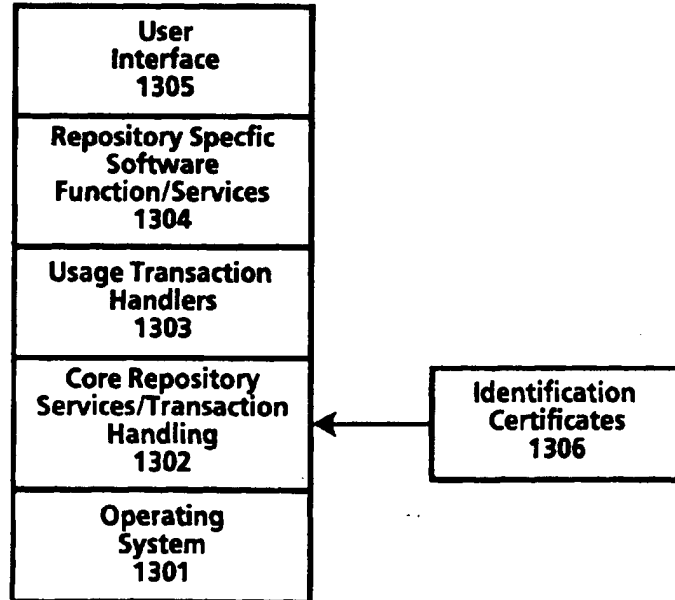 User
Interface
1305
Repository Specfic
Software
Function/Services
1304
Usage Transaction
Handlers
1303
Core Repository
Services/Transaction
Handling
1302
Operating
System
1301
Identification
Certificates
1306